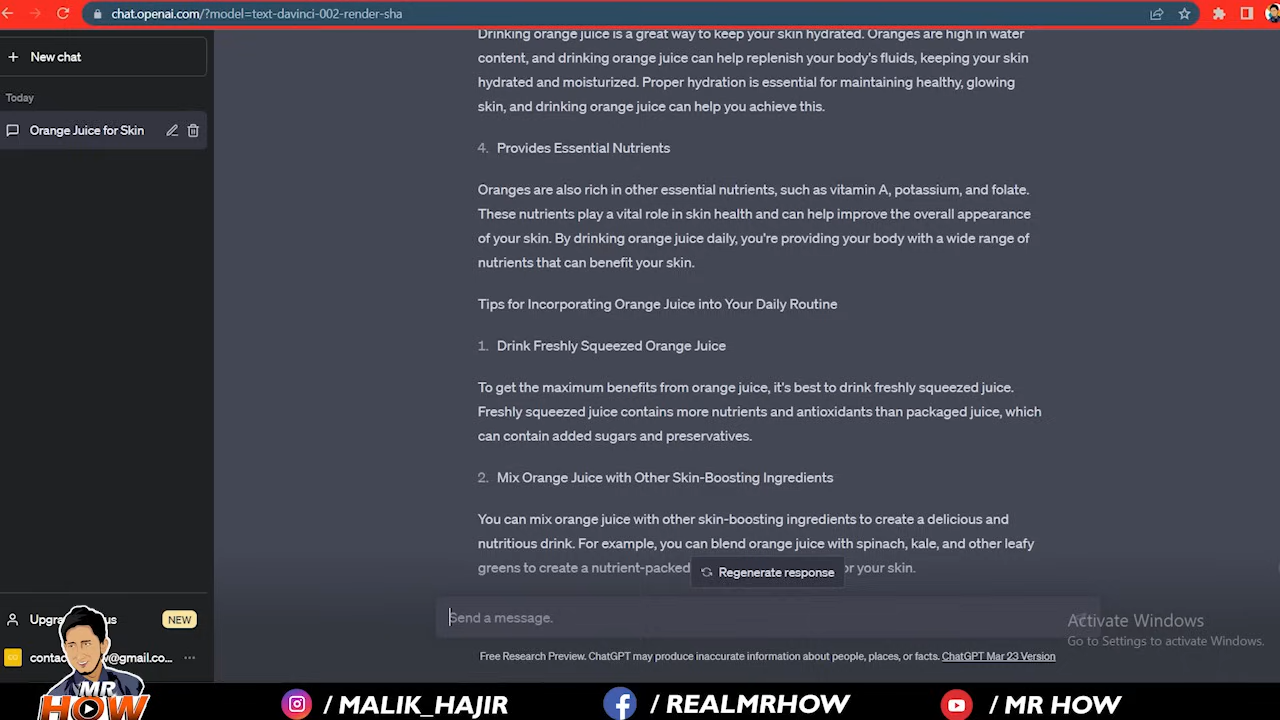 chat.openai.com/?model=text-davinci-002-render-sha
New chat
Today
Orange Juice for Skin
Drinking orange juice is a great way to keep your skin hydrated. Oranges are high in water
content, and drinking orange juice can help replenish your body's fluids, keeping your skin
hydrated and moisturized. Proper hydration is essential for maintaining healthy, glowing
skin, and drinking orange juice can help you achieve this.
4. Provides Essential Nutrients
Oranges are also rich in other essential nutrients, such as vitamin A, potassium, and folate.
These nutrients play a vital role in skin health and can help improve the overall appearance
of your skin. By drinking orange juice daily, you're providing your body with a wide range of
nutrients that can benefit your skin.
Tips for Incorporating Orange Juice into Your Daily Routine
1. Drink Freshly Squeezed Orange Juice
To get the maximum benefits from orange juice, it's best to drink freshly squeezed juice.
Freshly squeezed juice contains more nutrients and antioxidants than packaged juice, which
can contain added sugars and preservatives.
2. Mix Orange Juice with Other Skin-Boosting Ingredients
You can mix orange juice with other skin-boosting ingredients to create a delicious and
nutritious drink. For example, you can blend orange juice with spinach, kale, and other leafy
greens to create a nutrient-packed or your skin.
Regenerate response
Send a message.
Free Research Preview. ChatGPT may produce inaccurate information about people, places, or facts. ChatGPT Mar 23 Version
Activate Windows
Go to Settings to activate Windows.
NEW
MR
HOW
/MALIK_HAJIR
/REALMRHOW
/MR HOW